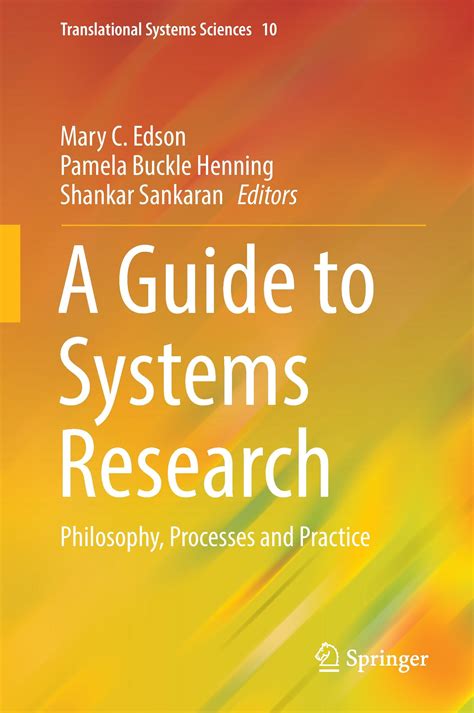 Translational Systems Sciences 10
Mary C. Edson
Pamela Buckle Henning
Shankar Sankaran Editors
A Guide to
Systems
Research
Philosophy, Processes and Practice
Springer